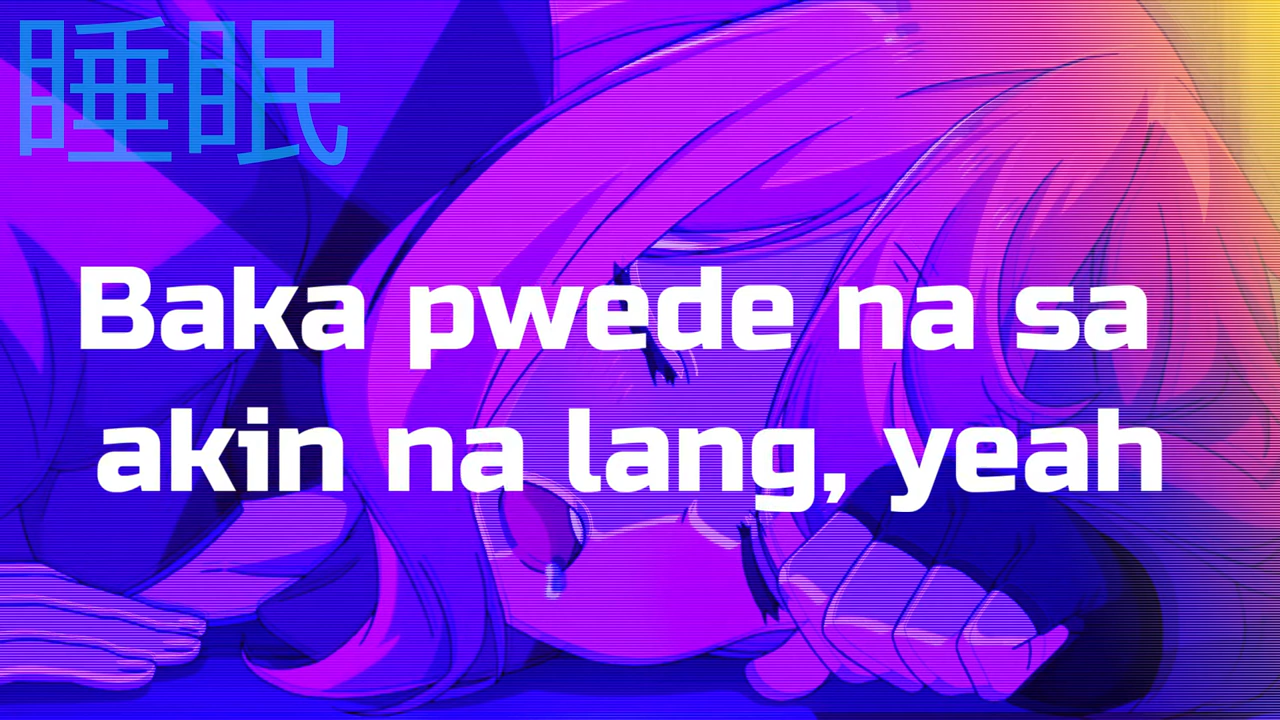 睡眠
Baka pwede na sa
akin na lang, yeah